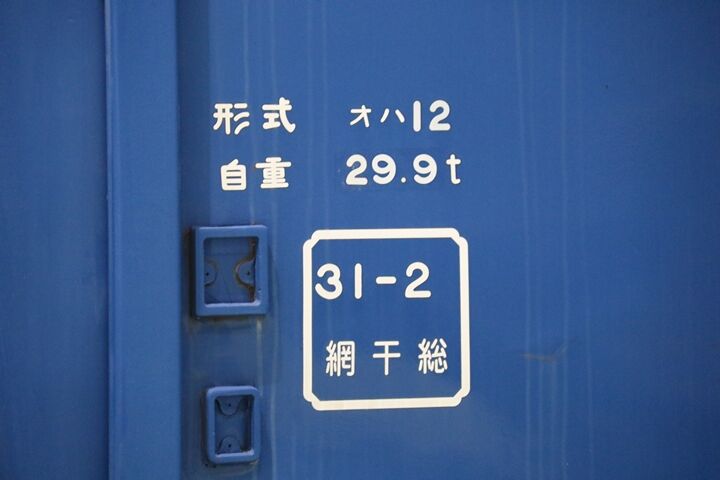 形式 オハ12
自重 29.9t
31-2
網干総